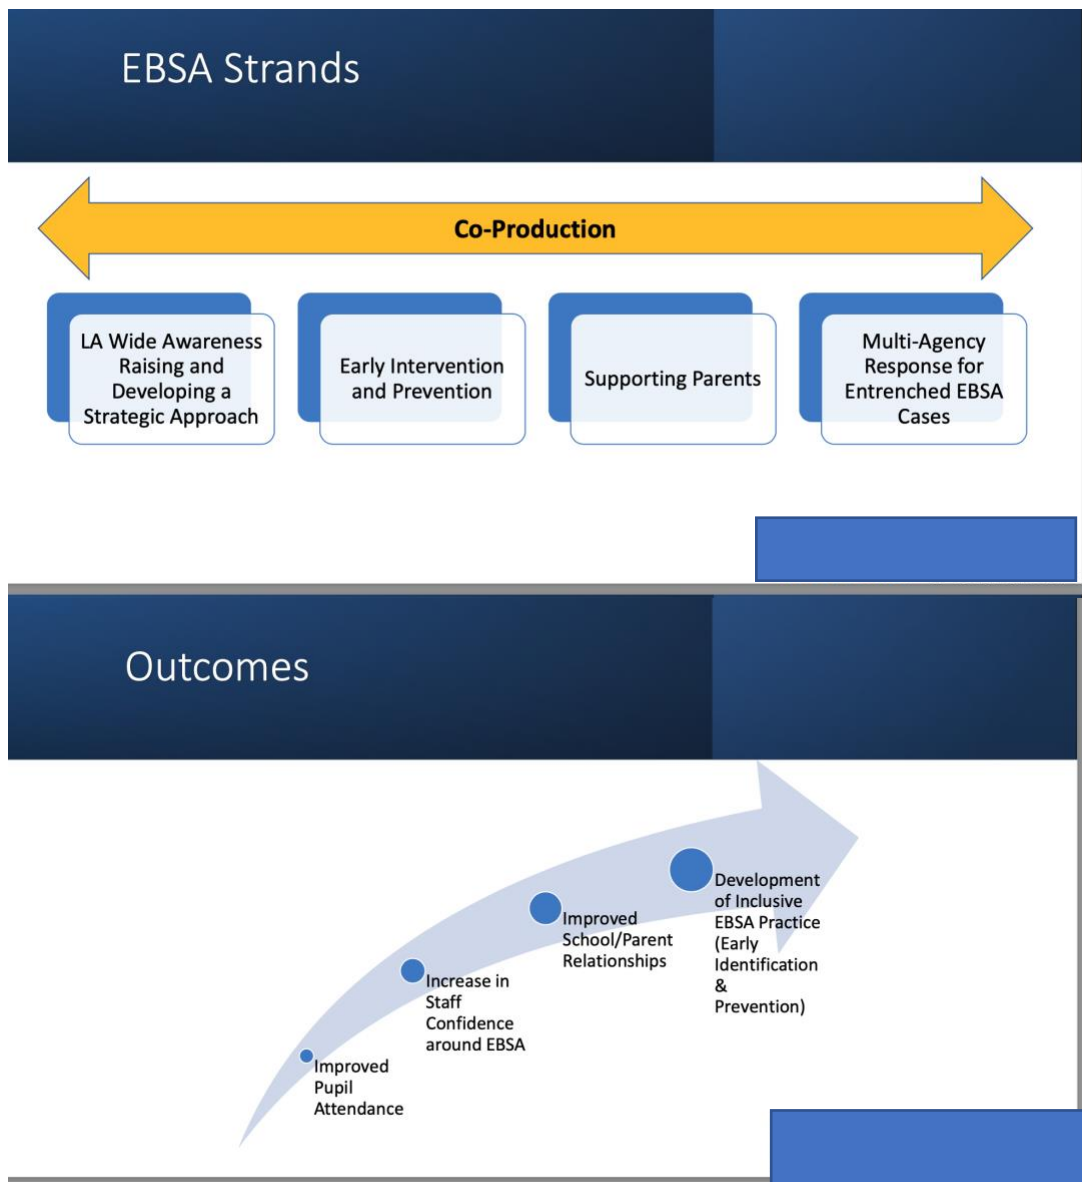 EBSA Strands
Co-Production
LA Wide Awareness
Raising and
Developing a
Strategic Approach
Early Intervention
and Prevention
Supporting Parents
Multi-Agency
Response for
Entrenched EBSA
Cases
Outcomes
Improved
Pupil
Attendance
Increase in
Staff
Confidence
around EBSA
Improved
School/Parent
Relationships
Development
of Inclusive
EBSA Practice
(Early
Identification
&
Prevention)